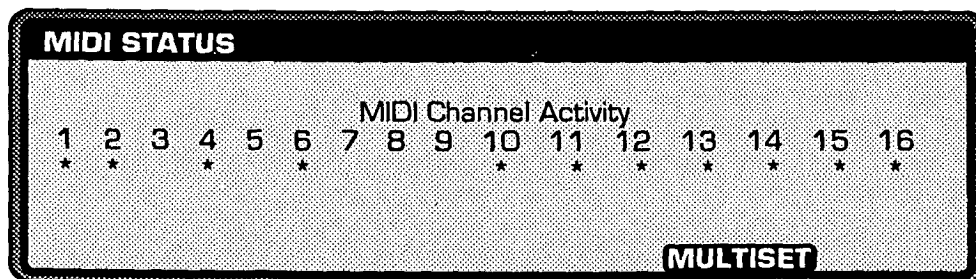 MIDI STATUS
MIDI Channel Activity
1 2 3 4 5 6 7 8 9 10 11 12 13 14 15 16
* * * * * * * * * * *
MULTISET